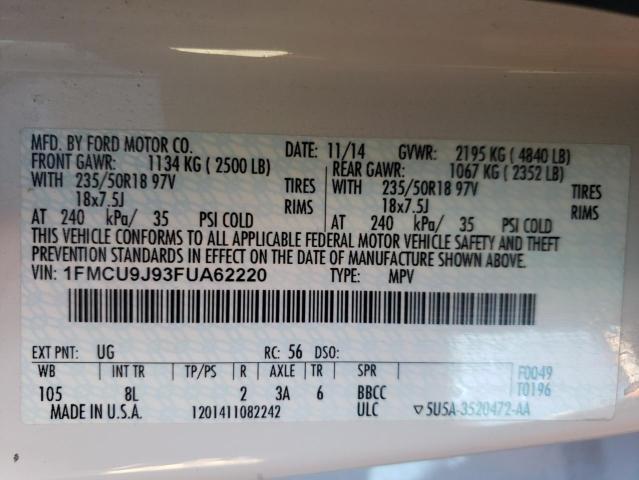 MFD. BY FORD MOTOR CO. DATE: 11/14 GVWR: 2195 KG ( 4840 LB)
FRONT GAWR: 1134 KG ( 2500 LB) REAR GAWR: 1067 KG ( 2352 LB)
WITH 235/50R18 97V TIRES WITH 235/50R18 97V TIRES
18x7.5J RIMS 18x7.5J RIMS
AT 240 kPa/ 35 PSI COLD AT 240 kPa/ 35 PSI COLD
THIS VEHICLE CONFORMS TO ALL APPLICABLE FEDERAL MOTOR VEHICLE SAFETY AND THEFT
PREVENTION STANDARDS IN EFFECT ON THE DATE OF MANUFACTURE SHOWN ABOVE.
VIN: 1FMCU9J93FUA62220 TYPE: MPV
EXT PNT: UG RC: 56 DSO:
WB INT TR TP/PS R AXLE TR SPR F0049
105 8L 2 3A 6 BBCC T0196
MADE IN U.S.A. 1201411082242 ULC ▽5U5A-3520472-AA